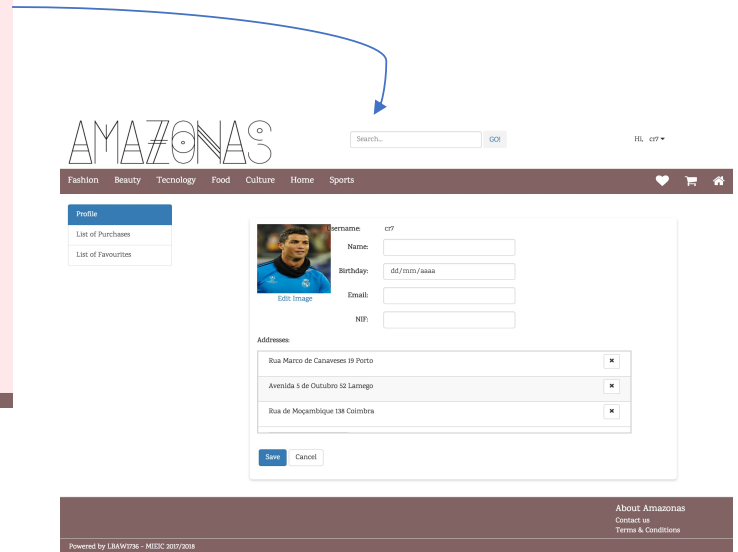 AMAZONAS
Search..
GO!
Hi, cr7
Fashion Beauty Tecnology Food Culture Home Sports
Profile
List of Purchases
List of Favourites
Username: cr7
Name:
Birthday: dd/mm/aaaa
Edit Image
Email:
NIF:
Addresses:
Rua Marco de Canaveses 19 Porto
Avenida 5 de Outubro 52 Lamego
Rua de Moçambique 138 Coimbra
Save Cancel
About Amazonas
Contact us
Terms & Conditions
Powered by LBAW1736 - MIEIC 2017/2018